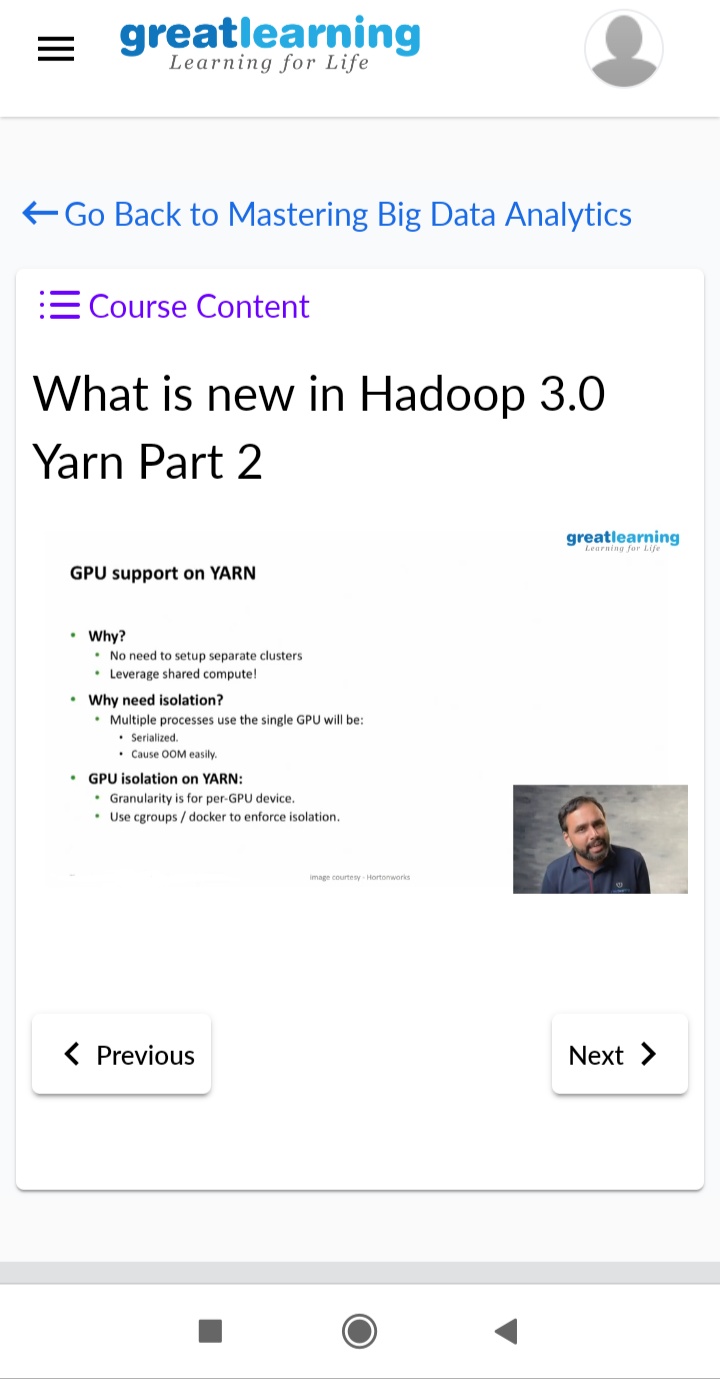 greatlearning
Learning for Life
Go Back to Mastering Big Data Analytics
Course Content
What is new in Hadoop 3.0
Yarn Part 2
greatlearning
Learning for Life
GPU support on YARN
• Why?
• No need to setup separate clusters
• Leverage shared compute!
• Why need isolation?
• Multiple processes use the single GPU will be:
• Serialized.
• Cause OOM easily.
• GPU isolation on YARN:
• Granularity is for per-GPU device.
• Use cgroups / docker to enforce isolation.
image courtesy - Hortonworks
Previous
Next